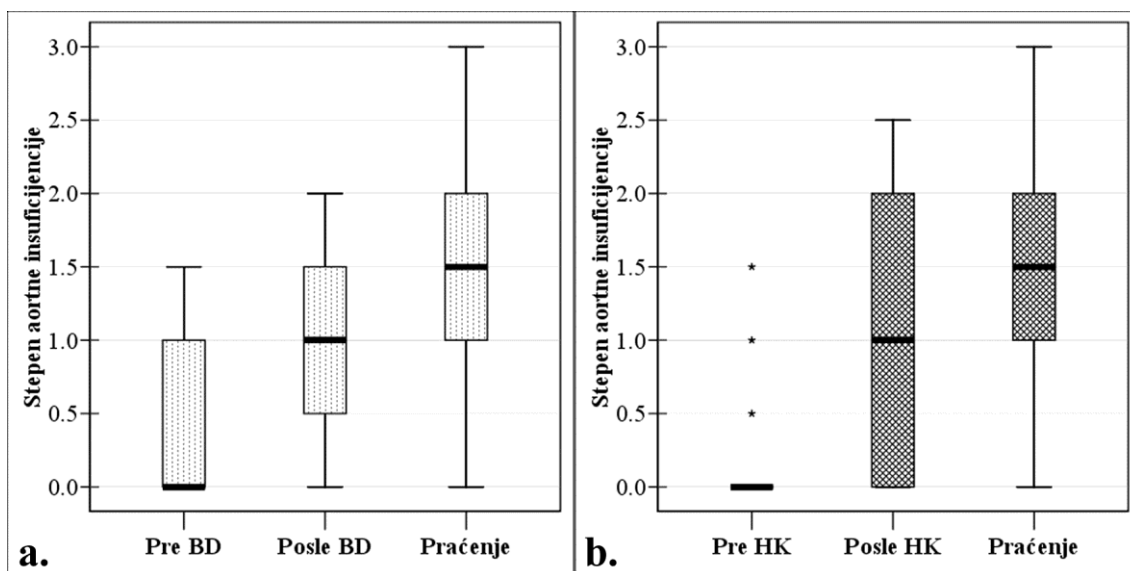 Stepen aortne insuficijencije
3.0
2.5
2.0
1.5
1.0
0.5
0.0
Pre BD
Posle BD
Praćenje
a.
Stepen aortne insuficijencije
3.0
2.5
2.0
1.5
1.0
0.5
0.0
Pre HK
Posle HK
Praćenje
b.